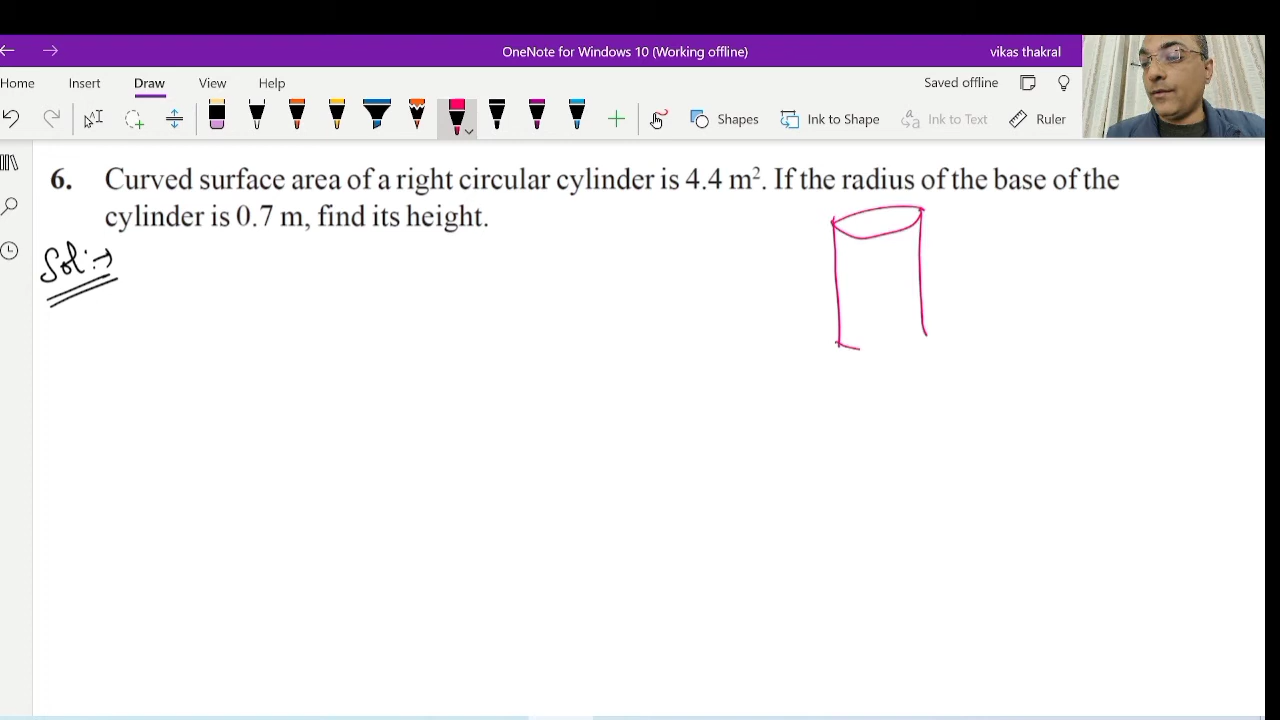 OneNote for Windows 10 (Working offline)
vikas thakral
Home Insert Draw View Help
Saved offline
Shapes Ink to Shape Ink to Text Ruler
6. Curved surface area of a right circular cylinder is 4.4 m². If the radius of the base of the
cylinder is 0.7 m, find its height.
Sol:→